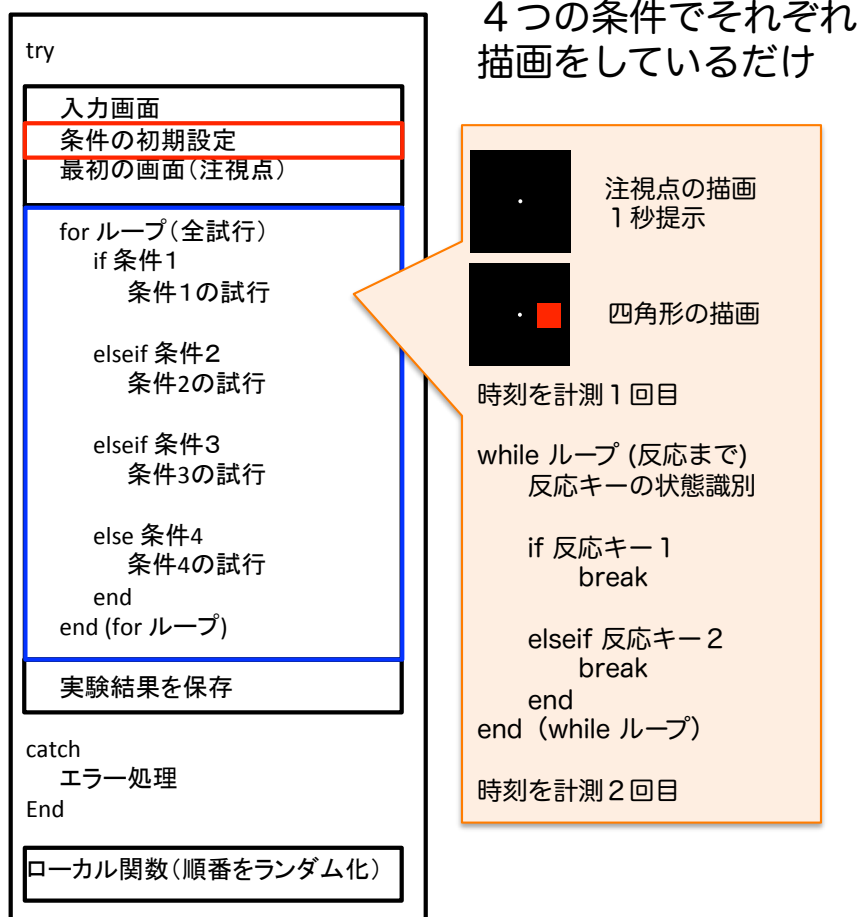 ４つの条件でそれぞれ
描画をしているだけ
try
入力画面
条件の初期設定
最初の画面（注視点）
for ループ（全試行）
if 条件１
条件１の試行
elseif 条件２
条件2の試行
elseif 条件３
条件3の試行
else 条件4
条件4の試行
end
end (for ループ)
実験結果を保存
catch
エラー処理
End
ローカル関数（順番をランダム化）
注視点の描画
１秒提示
四角形の描画
時刻を計測１回目
while ループ (反応まで)
反応キーの状態識別
if 反応キー１
break
elseif 反応キー２
break
end
end（while ループ）
時刻を計測２回目